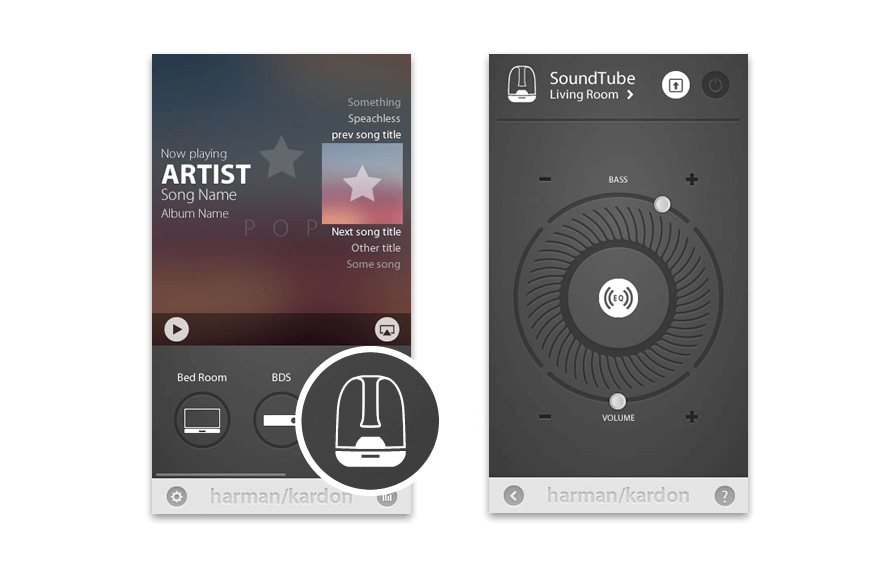 Something
Speachless
prev song title
Now playing
ARTIST
Song Name
Album Name
POP
Next song title
Other title
Some song
Bed Room
BDS
harman/kardon
SoundTube
Living Room
BASS
EQ
VOLUME
harman/kardon
?